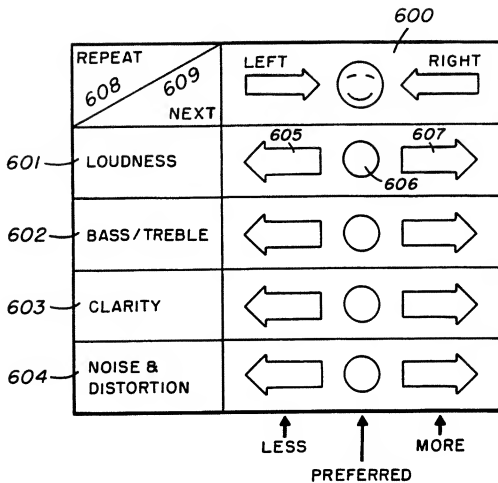 600
REPEAT
608 609
NEXT
LEFT RIGHT
601 LOUDNESS
605 606 607
602 BASS/TREBLE
603 CLARITY
604 NOISE &
DISTORTION
LESS MORE
PREFERRED